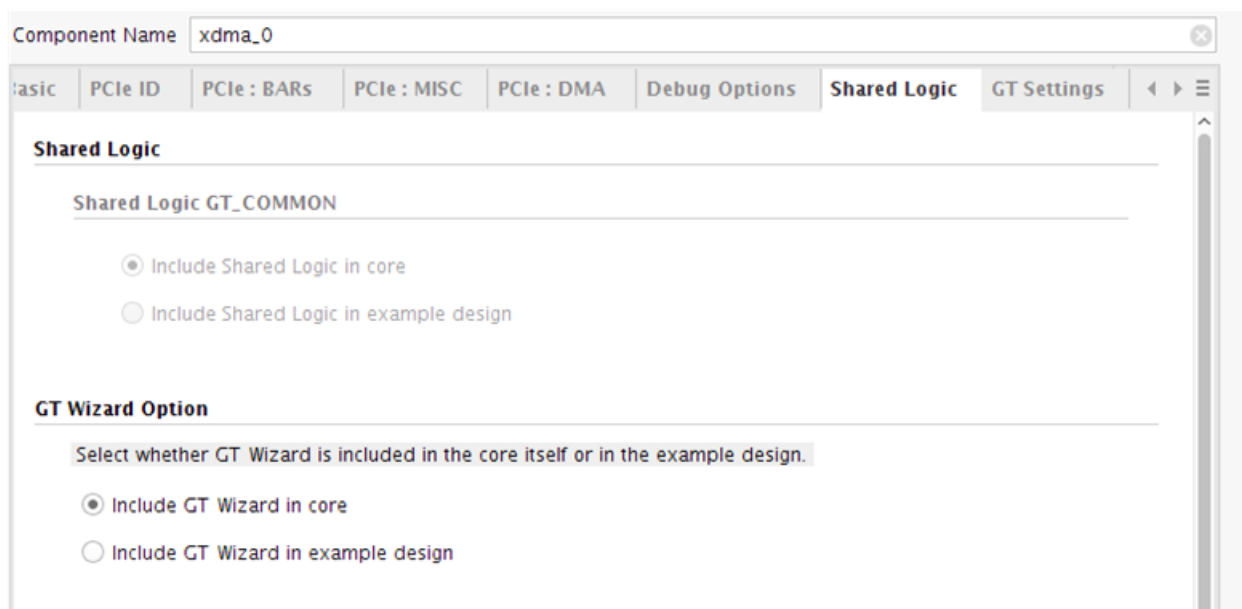 Component Name xdma_0
asic PCIe ID PCIe : BARs PCIe : MISC PCIe : DMA Debug Options Shared Logic GT Settings
Shared Logic
Shared Logic GT_COMMON
Include Shared Logic in core
Include Shared Logic in example design
GT Wizard Option
Select whether GT Wizard is included in the core itself or in the example design.
Include GT Wizard in core
Include GT Wizard in example design